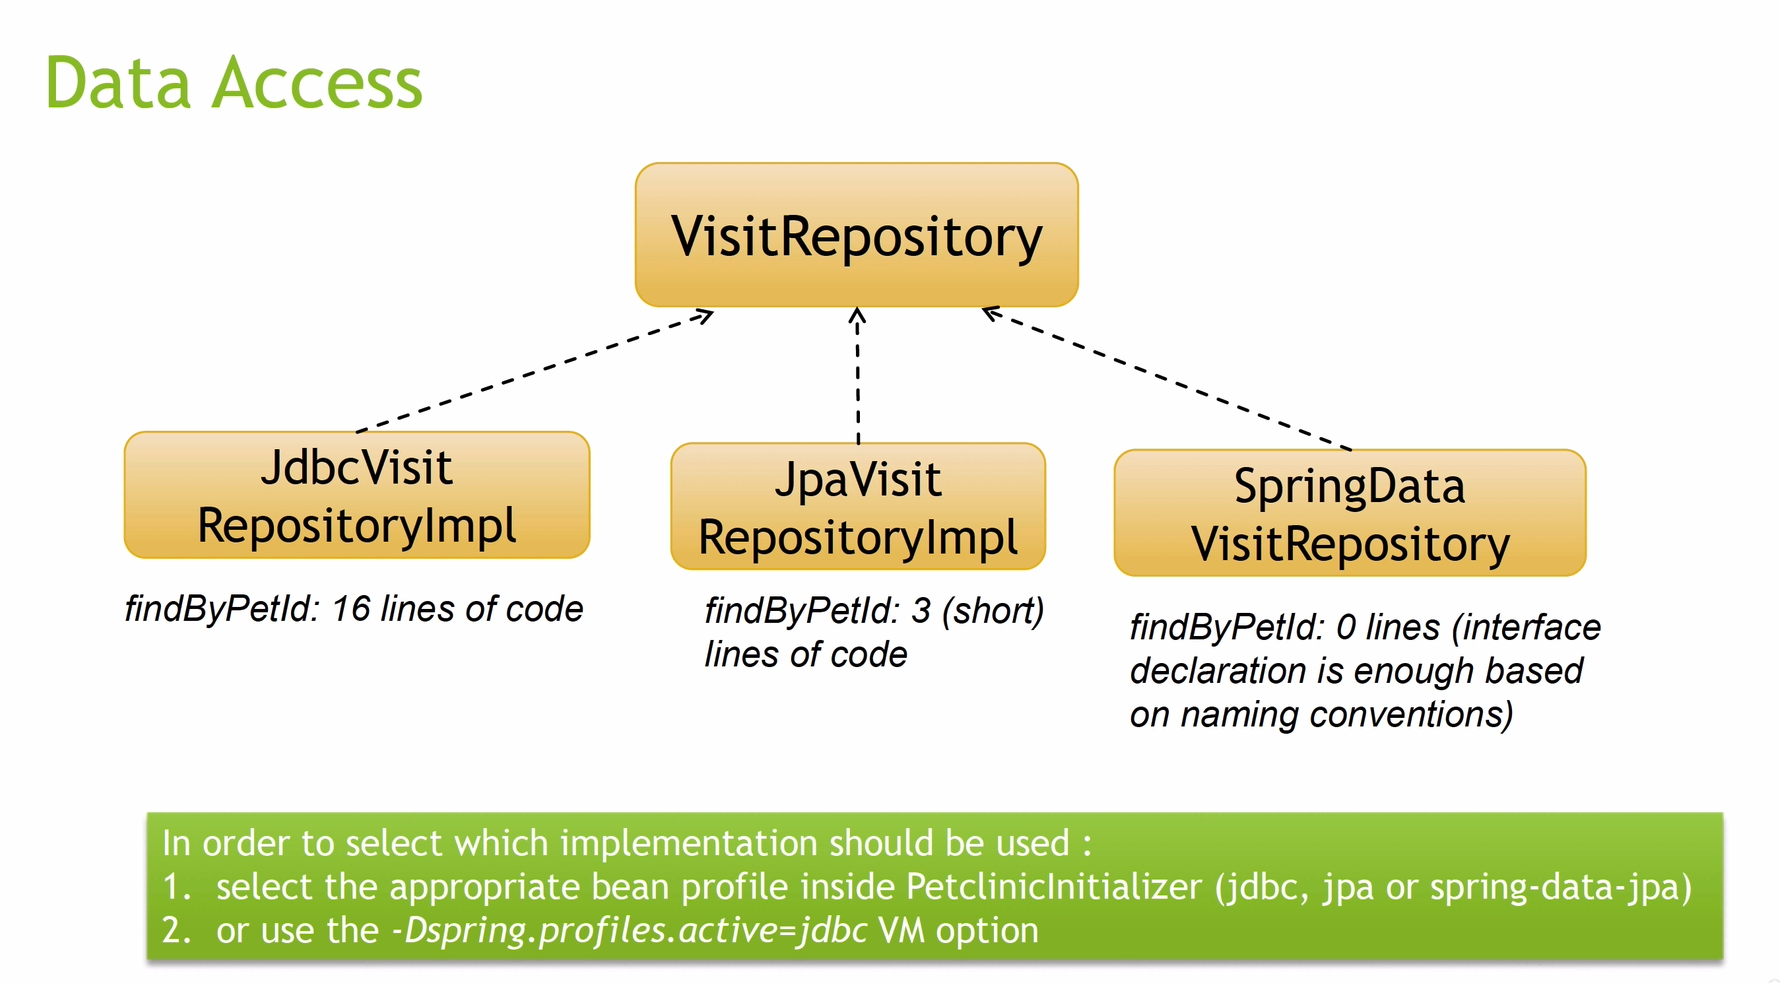 Data Access
VisitRepository
JdbcVisit
RepositoryImpl
findByPetId: 16 lines of code
JpaVisit
RepositoryImpl
findByPetId: 3 (short)
lines of code
SpringData
VisitRepository
findByPetId: 0 lines (interface
declaration is enough based
on naming conventions)
In order to select which implementation should be used :
1. select the appropriate bean profile inside PetclinicInitializer (jdbc, jpa or spring-data-jpa)
2. or use the -Dspring.profiles.active=jdbc VM option